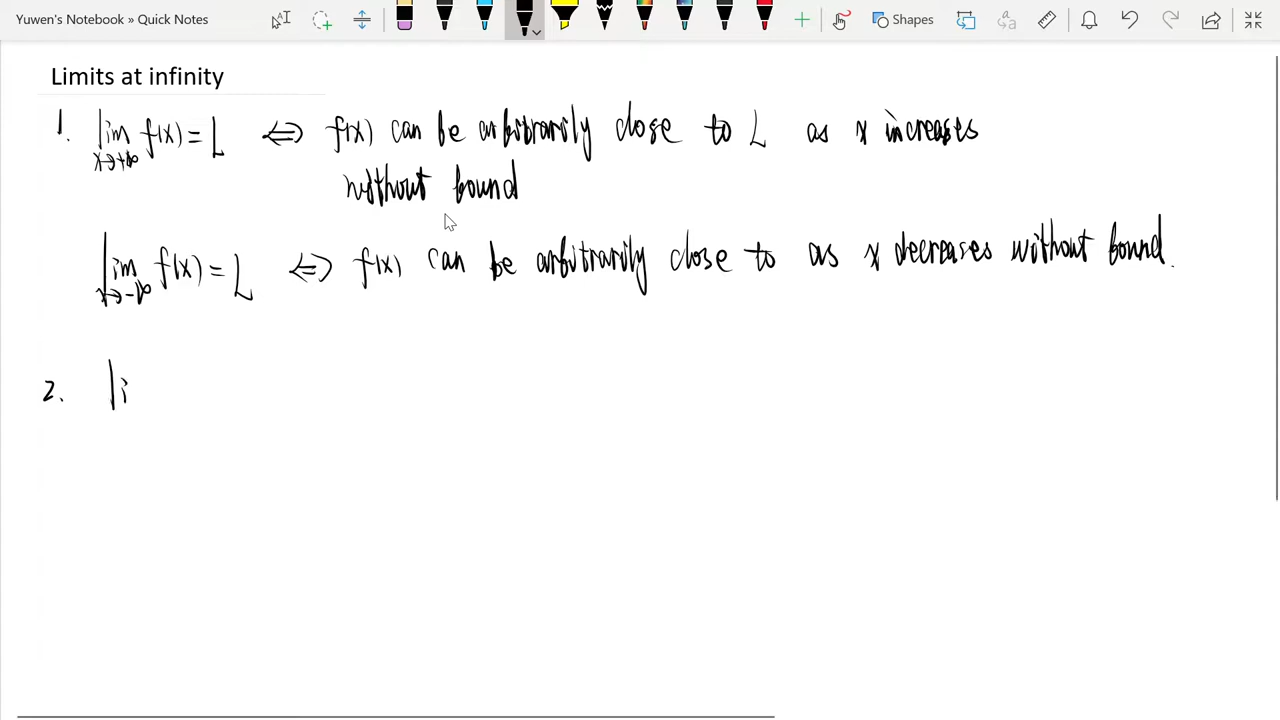 Yuwen's Notebook » Quick Notes
Shapes
Limits at infinity
1. lim f(x) = L ⇔ f(x) can be arbitrarily close to L as x increases
x→+∞
without bound
lim f(x) = L ⇔ f(x) can be arbitrarily close to as x decreases without bound.
x→-∞
2. li